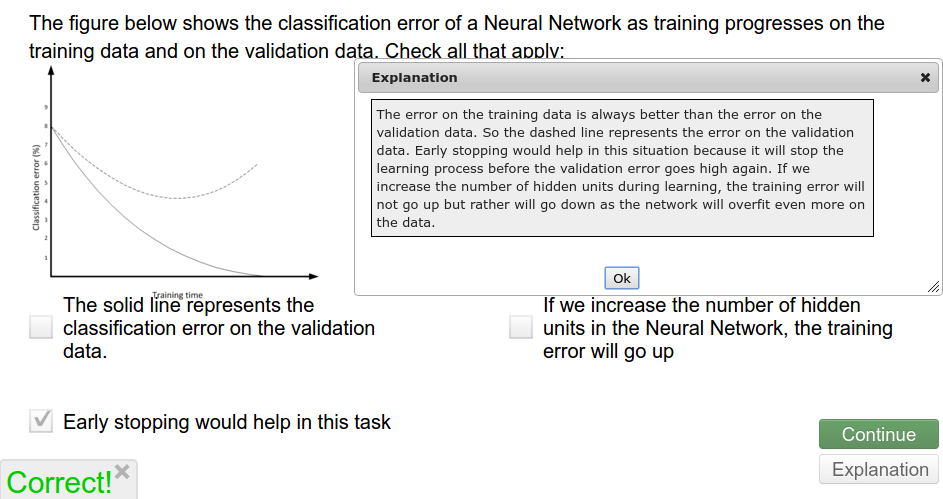 The figure below shows the classification error of a Neural Network as training progresses on the
training data and on the validation data. Check all that apply:
Explanation
The error on the training data is always better than the error on the
validation data. So the dashed line represents the error on the validation
data. Early stopping would help in this situation because it will stop the
learning process before the validation error goes high again. If we
increase the number of hidden units during learning, the training error will
not go up but rather will go down as the network will overfit even more on
the data.
Ok
Classification error (%)
9
8
7
6
5
4
3
2
1
Training time
The solid line represents the
classification error on the validation
data.
If we increase the number of hidden
units in the Neural Network, the training
error will go up
Early stopping would help in this task
Continue
Explanation
Correct!